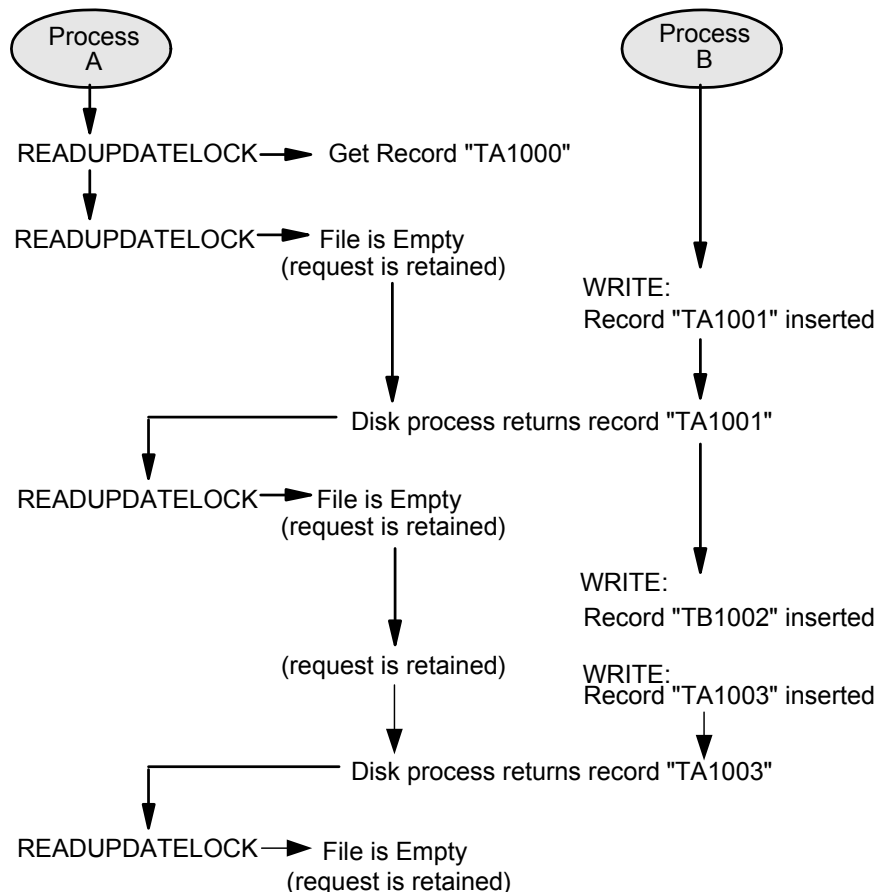 Process
A
Process
B
READUPDATELOCK
Get Record "TA1000"
READUPDATELOCK
File is Empty
(request is retained)
WRITE:
Record "TA1001" inserted
Disk process returns record "TA1001"
READUPDATELOCK
File is Empty
(request is retained)
WRITE:
Record "TB1002" inserted
(request is retained)
WRITE:
Record "TA1003" inserted
Disk process returns record "TA1003"
READUPDATELOCK
File is Empty
(request is retained)